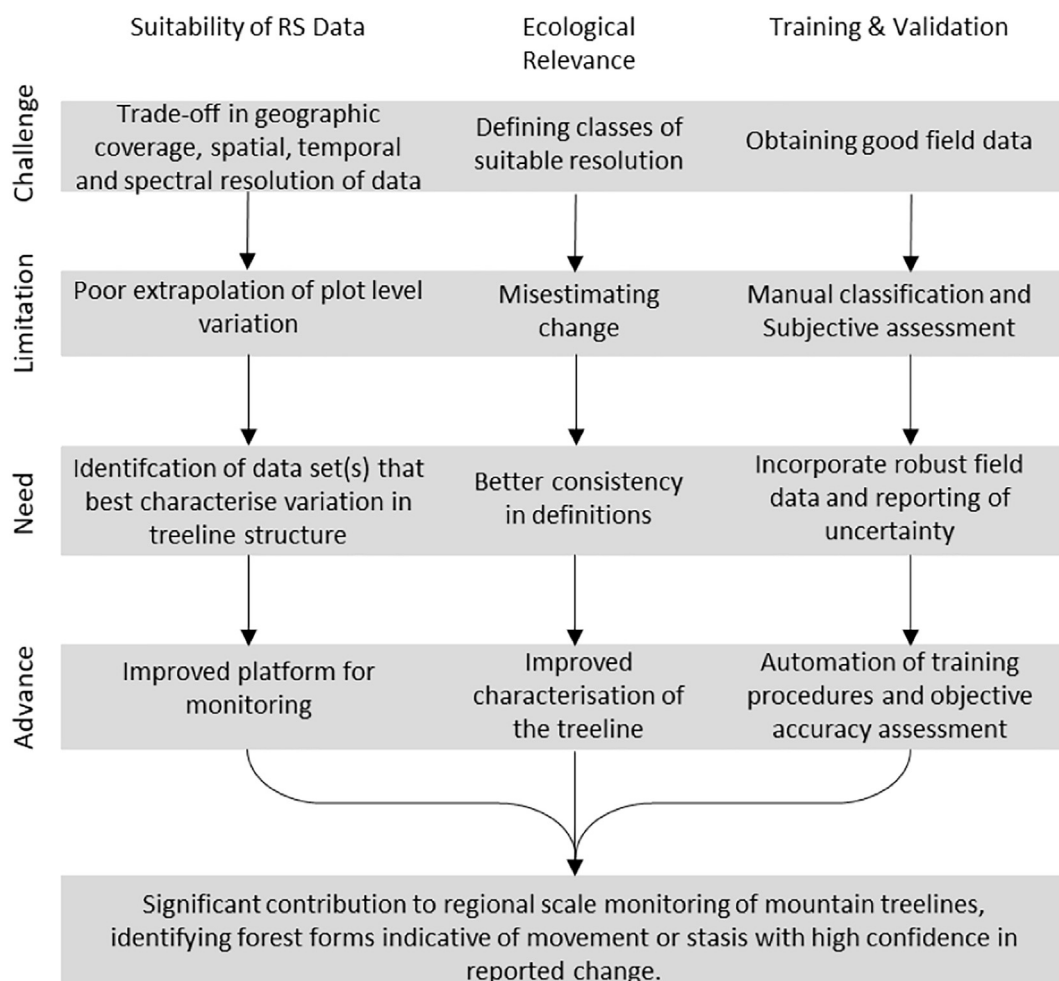 Suitability of RS Data
Ecological
Relevance
Training & Validation
Challenge
Trade-off in geographic
coverage, spatial, temporal
and spectral resolution of data
Defining classes of
suitable resolution
Obtaining good field data
Limitation
Poor extrapolation of plot level
variation
Misestimating
change
Manual classification and
Subjective assessment
Need
Identifcation of data set(s) that
best characterise variation in
treeline structure
Better consistency
in definitions
Incorporate robust field
data and reporting of
uncertainty
Advance
Improved platform for
monitoring
Improved
characterisation of
the treeline
Automation of training
procedures and objective
accuracy assessment
Significant contribution to regional scale monitoring of mountain treelines,
identifying forest forms indicative of movement or stasis with high confidence in
reported change.